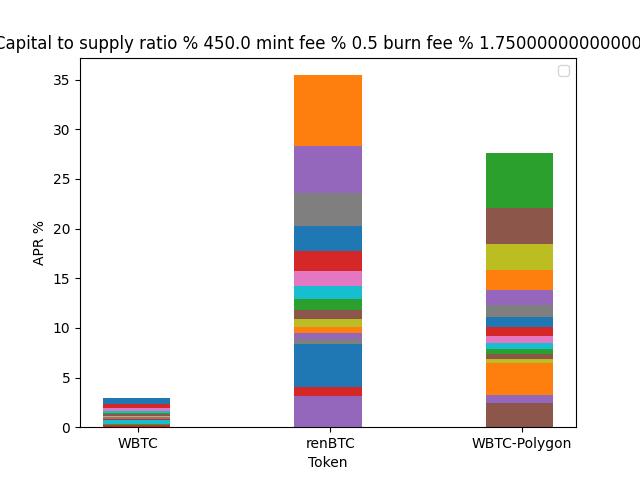 Capital to supply ratio % 450.0 mint fee % 0.5 burn fee % 1.75000000000000
35
30
25
20
15
10
5
0
APR %
WBTC renBTC WBTC-Polygon
Token